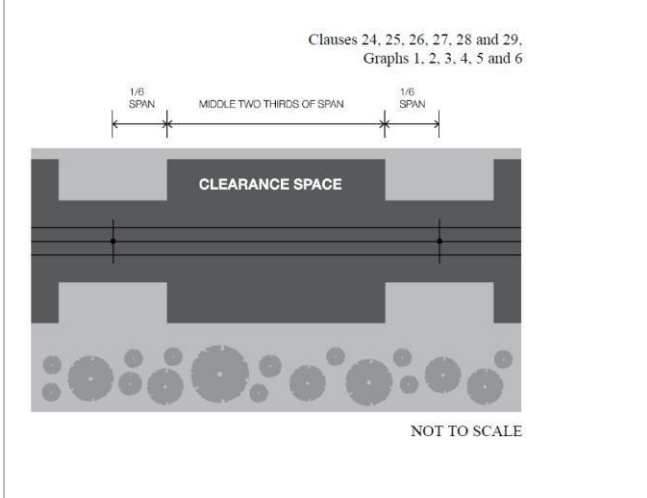 Clauses 24, 25, 26, 27, 28 and 29,
Graphs 1, 2, 3, 4, 5 and 6
1/6
SPAN
MIDDLE TWO THIRDS OF SPAN
1/6
SPAN
CLEARANCE SPACE
NOT TO SCALE